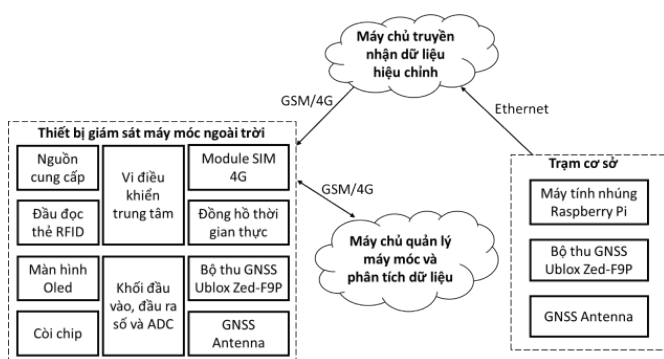 Máy chủ truyền
nhận dữ liệu
hiệu chỉnh
GSM/4G
Ethernet
Thiết bị giám sát máy móc ngoài trời
Nguồn
cung cấp
Vi điều
khiển
trung tâm
Module SIM
4G
Đầu đọc
thẻ RFID
Đồng hồ thời
gian thực
Màn hình
Oled
Khối đầu
vào, đầu ra
số và ADC
Bộ thu GNSS
Ublox Zed-F9P
Còi chip
GNSS
Antenna
GSM/4G
Máy chủ quản lý
máy móc và
phân tích dữ liệu
Trạm cơ sở
Máy tính nhúng
Raspberry Pi
Bộ thu GNSS
Ublox Zed-F9P
GNSS Antenna